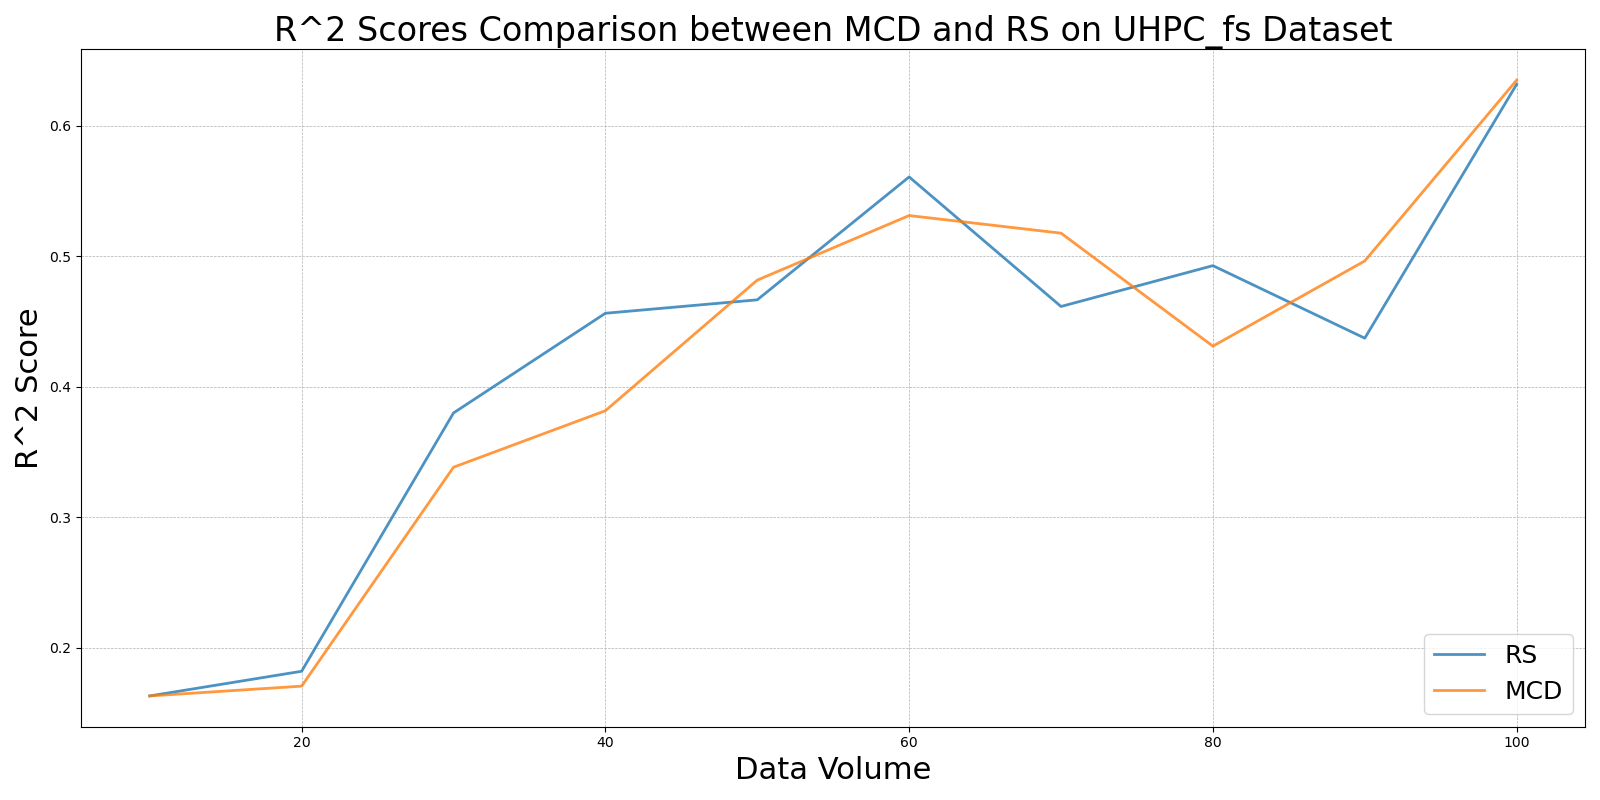 R^2 Scores Comparison between MCD and RS on UHPC_fs Dataset
R^2 Score
0.6
0.5
0.4
0.3
0.2
20
40
60
80
100
Data Volume
RS
MCD